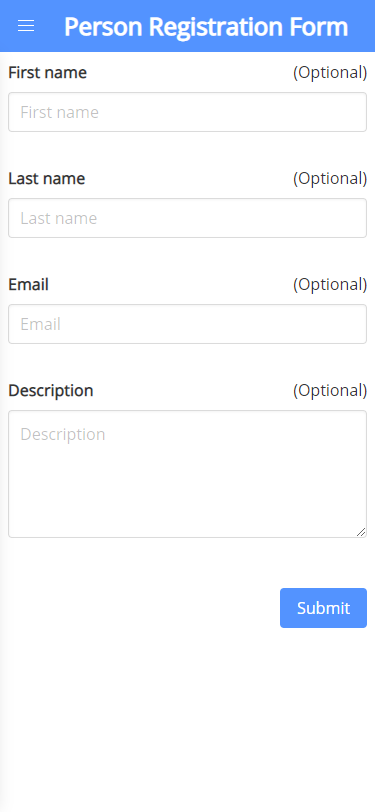 Person Registration Form
First name (Optional)
First name
Last name (Optional)
Last name
Email (Optional)
Email
Description (Optional)
Description
Submit